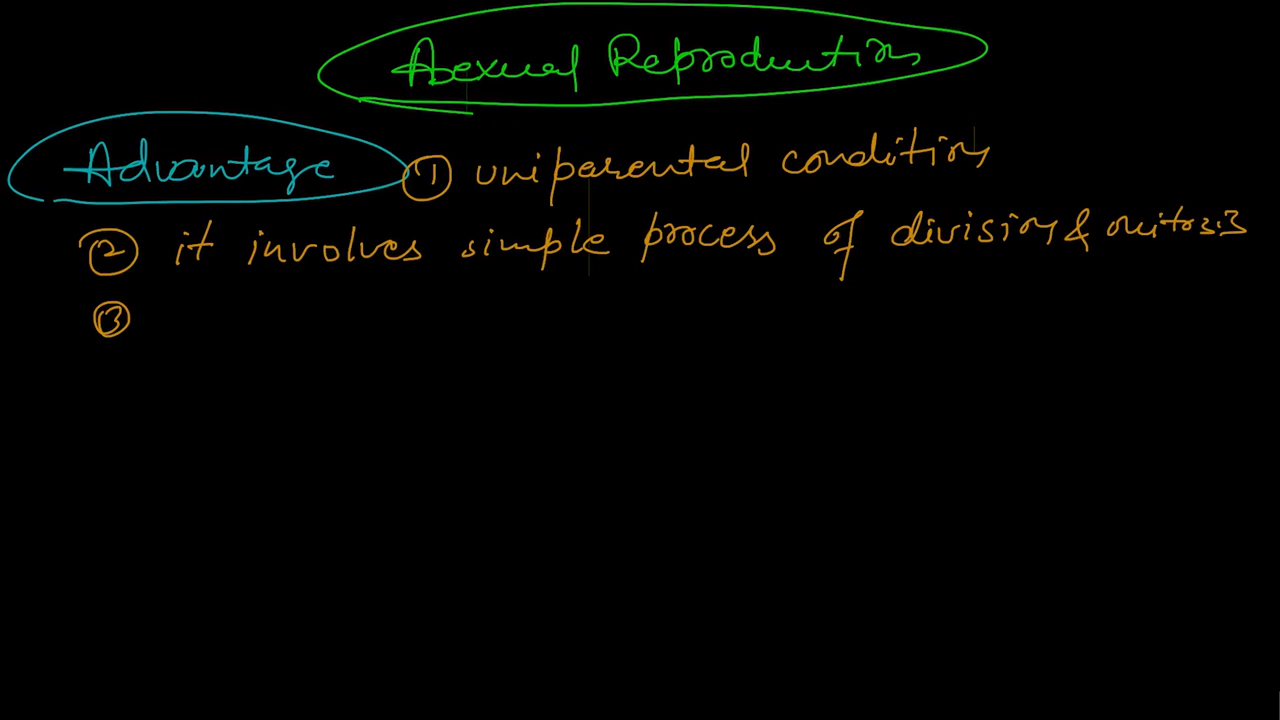 Asexual Reproduction
Advantage ① uniparental condition
② it involves simple process of division & mitosis
③